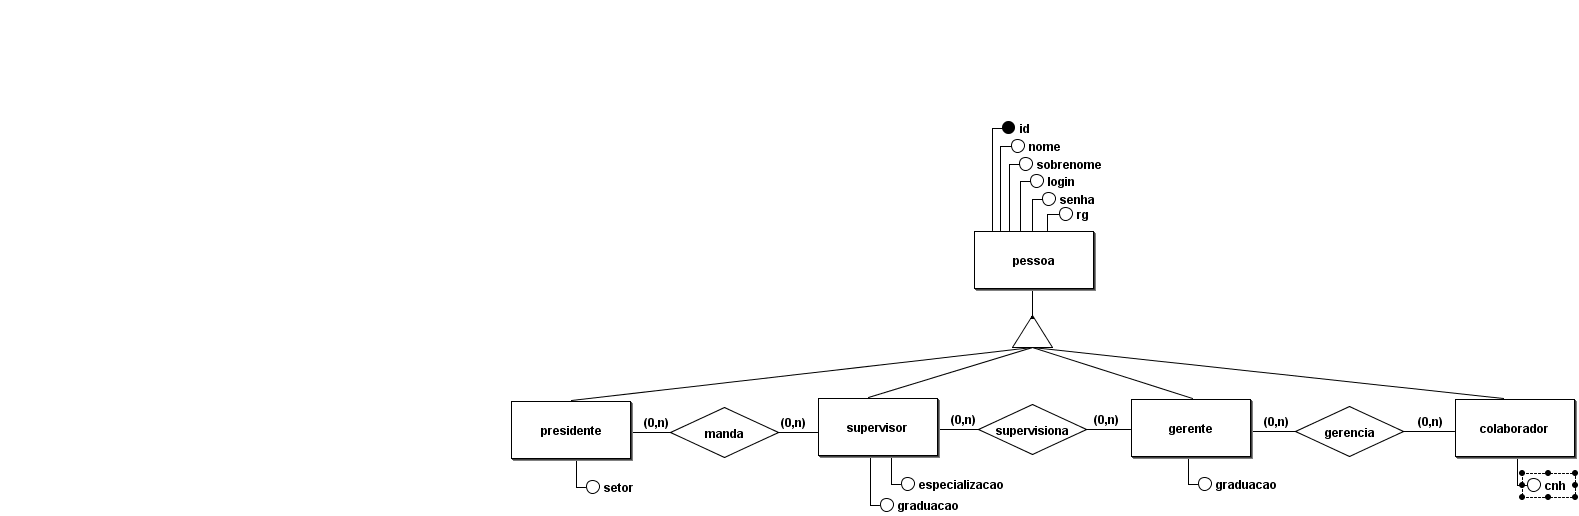 id
nome
sobrenome
login
senha
rg
pessoa
presidente
(0,n)
manda
(0,n)
supervisor
(0,n)
supervisiona
(0,n)
gerente
(0,n)
gerencia
(0,n)
colaborador
setor
especializacao
graduacao
graduacao
cnh